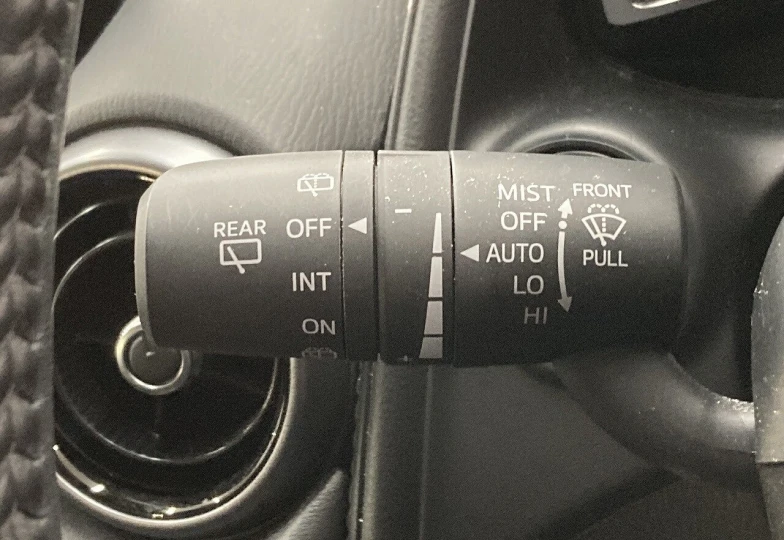 REAR
OFF
INT
ON
−
+
MIST
OFF
AUTO
LO
HI
FRONT
PULL